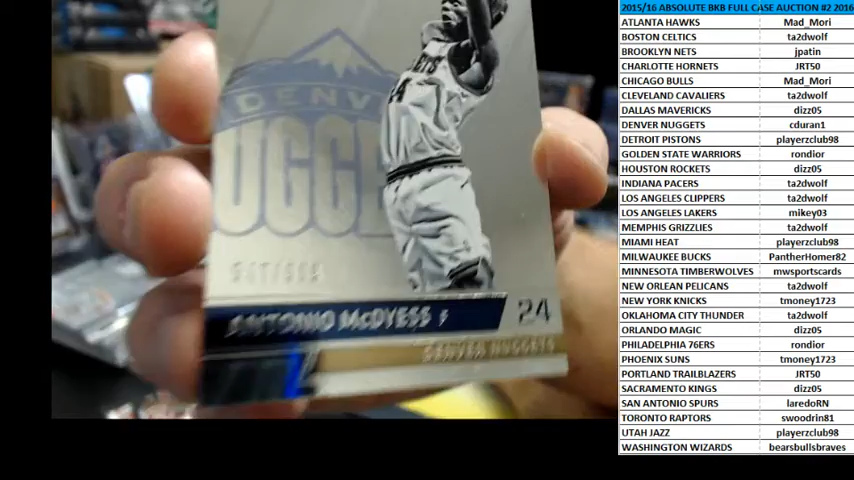 DENV
NUGGE
24
ANTONIO McDYESS F
24
DENVER NUGGETS
2015/16 ABSOLUTE BKB FULL CASE AUCTION #2 2016
ATLANTA HAWKS Mad_Mori
BOSTON CELTICS ta2dwolf
BROOKLYN NETS jpatin
CHARLOTTE HORNETS JRT50
CHICAGO BULLS Mad_Mori
CLEVELAND CAVALIERS ta2dwolf
DALLAS MAVERICKS dizz05
DENVER NUGGETS cduran1
DETROIT PISTONS playerzclub98
GOLDEN STATE WARRIORS rondior
HOUSTON ROCKETS dizz05
INDIANA PACERS ta2dwolf
LOS ANGELES CLIPPERS ta2dwolf
LOS ANGELES LAKERS mikey03
MEMPHIS GRIZZLIES ta2dwolf
MIAMI HEAT playerzclub98
MILWAUKEE BUCKS PantherHomer82
MINNESOTA TIMBERWOLVES mwsportscards
NEW ORLEAN PELICANS ta2dwolf
NEW YORK KNICKS tmoney1723
OKLAHOMA CITY THUNDER ta2dwolf
ORLANDO MAGIC dizz05
PHILADELPHIA 76ERS rondior
PHOENIX SUNS tmoney1723
PORTLAND TRAILBLAZERS JRT50
SACRAMENTO KINGS dizz05
SAN ANTONIO SPURS laredoRN
TORONTO RAPTORS swoodrin81
UTAH JAZZ playerzclub98
WASHINGTON WIZARDS bearsbullsbraves